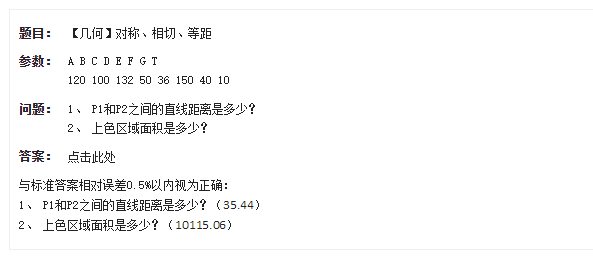 题目: 【几何】对称、相切、等距
参数: A B C D E F G T
120 100 132 50 36 150 40 10
问题: 1、 P1和P2之间的直线距离是多少?
2、 上色区域面积是多少?
答案: 点击此处
与标准答案相对误差0.5%以内视为正确:
1、 P1和P2之间的直线距离是多少? (35.44)
2、 上色区域面积是多少? (10115.06)